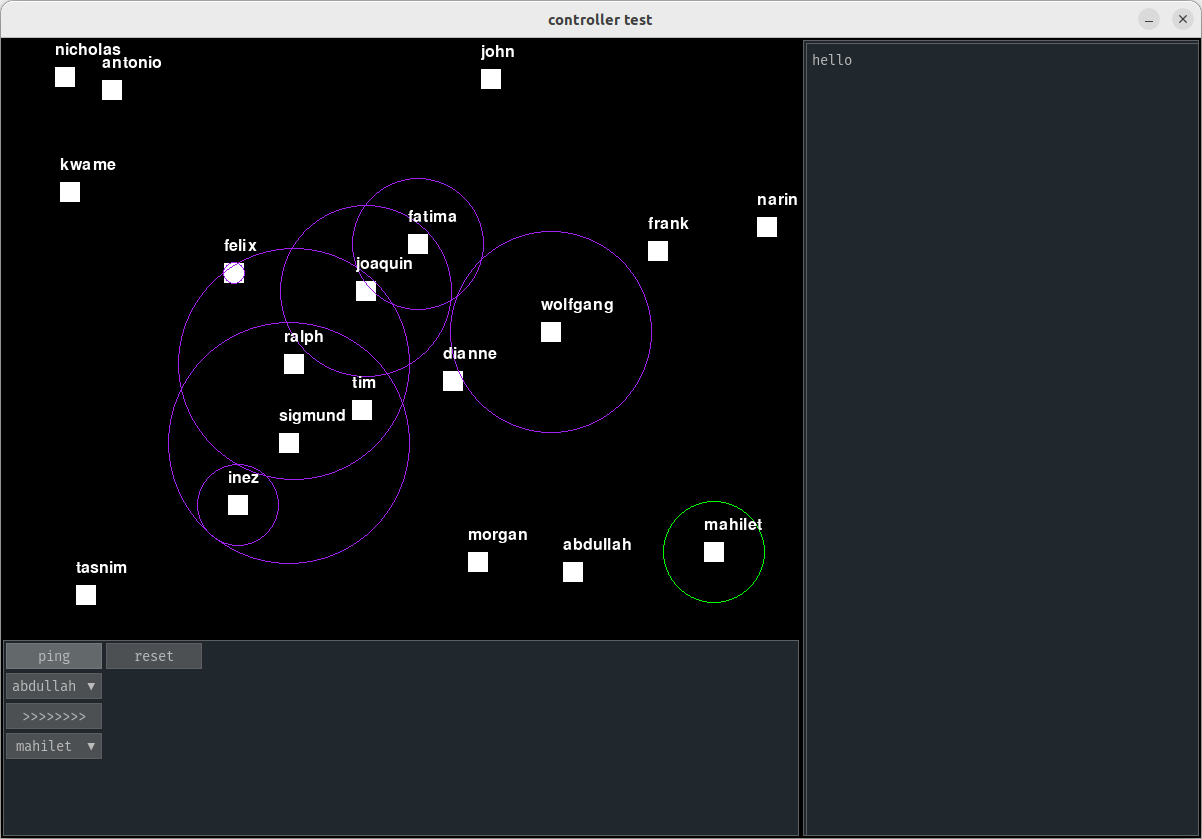 controller test
nicholas
antonio
john
hello
kwame
narin
fatima
frank
felix
joaquin
wolfgang
ralph
dianne
tim
sigmund
inez
mahilet
morgan
abdullah
tasnim
ping
reset
abdullah ▼
>>>>>>>>
mahilet ▼